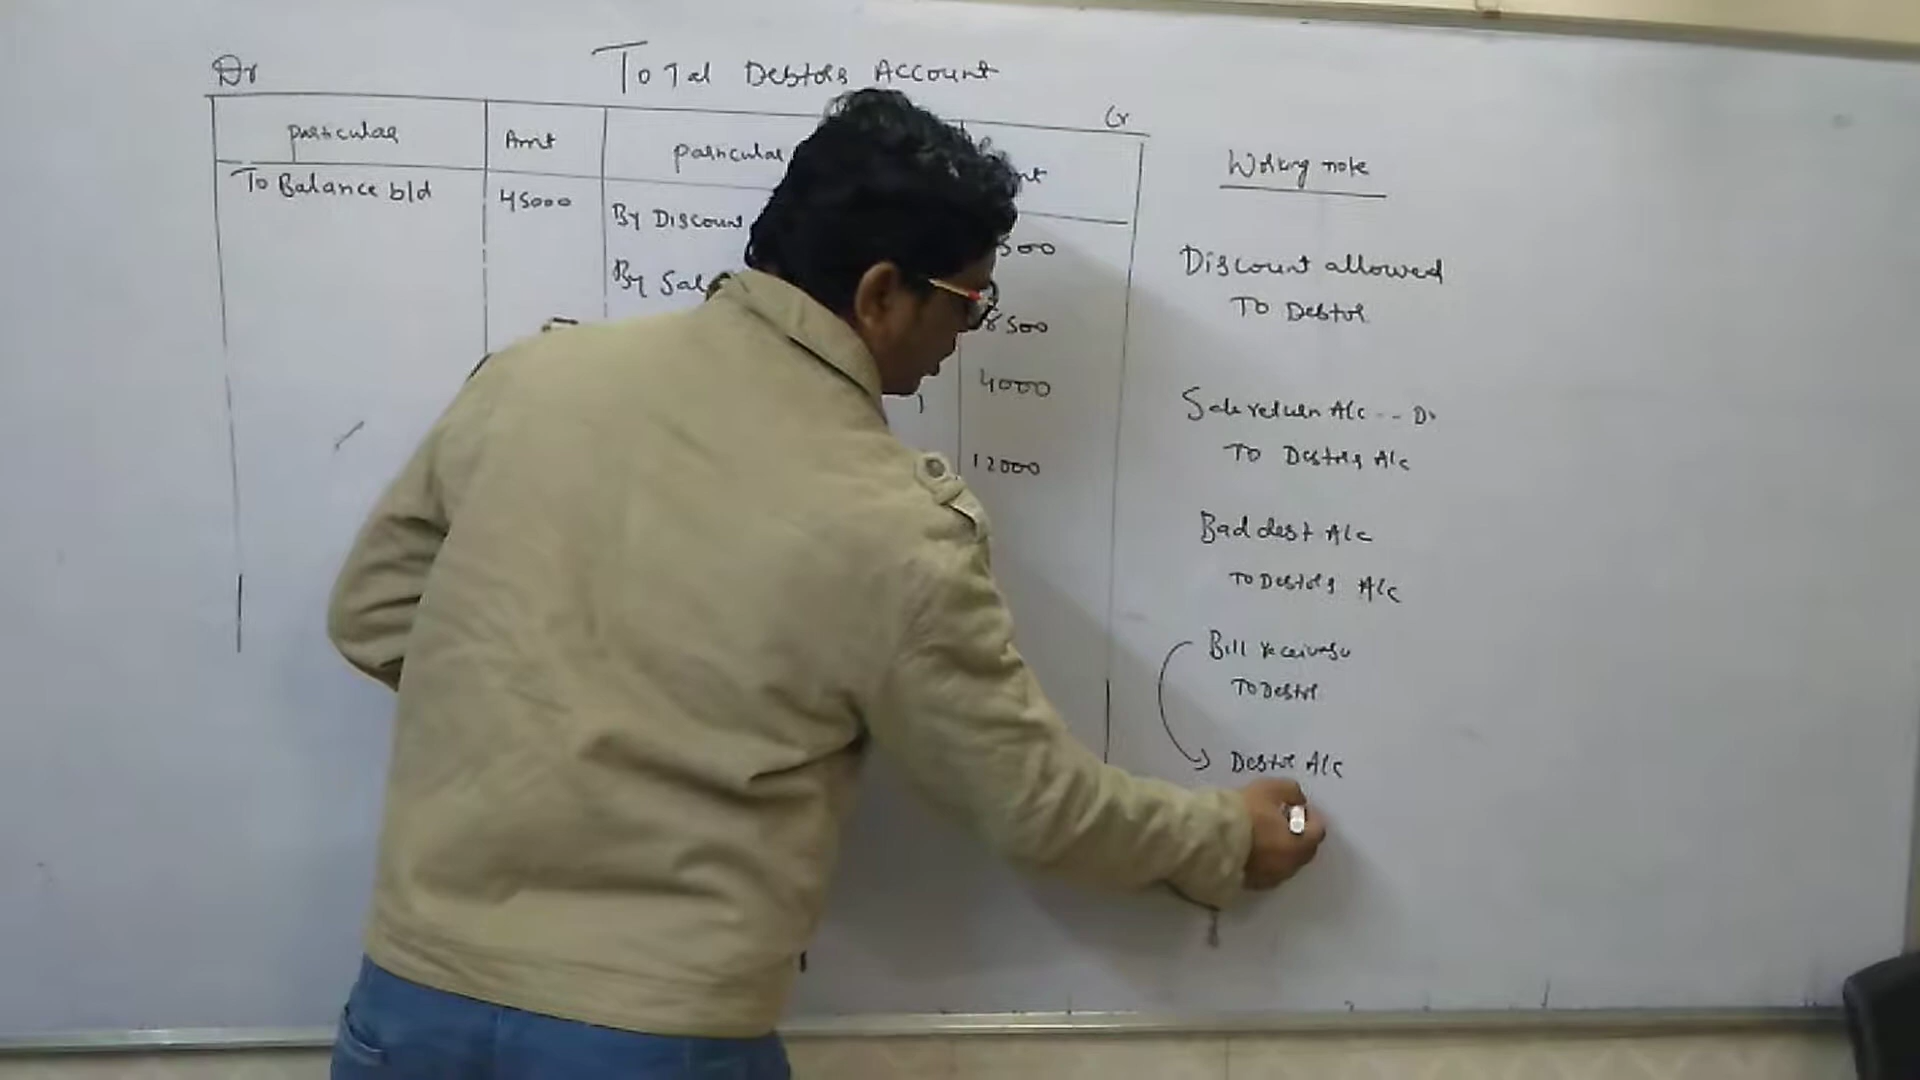 Dr
Total Debtors Account
Cr
particular
Amt
particular
To Balance b/d
45000
By Discount
500
By Sal
8500
4000
12000
Working note
Discount allowed
To Debtor
Sale return A/c -- Dr
To Debtors A/c
Bad debt A/c
To Debtors A/c
Bill receivable
To Debtor
Debtor A/c